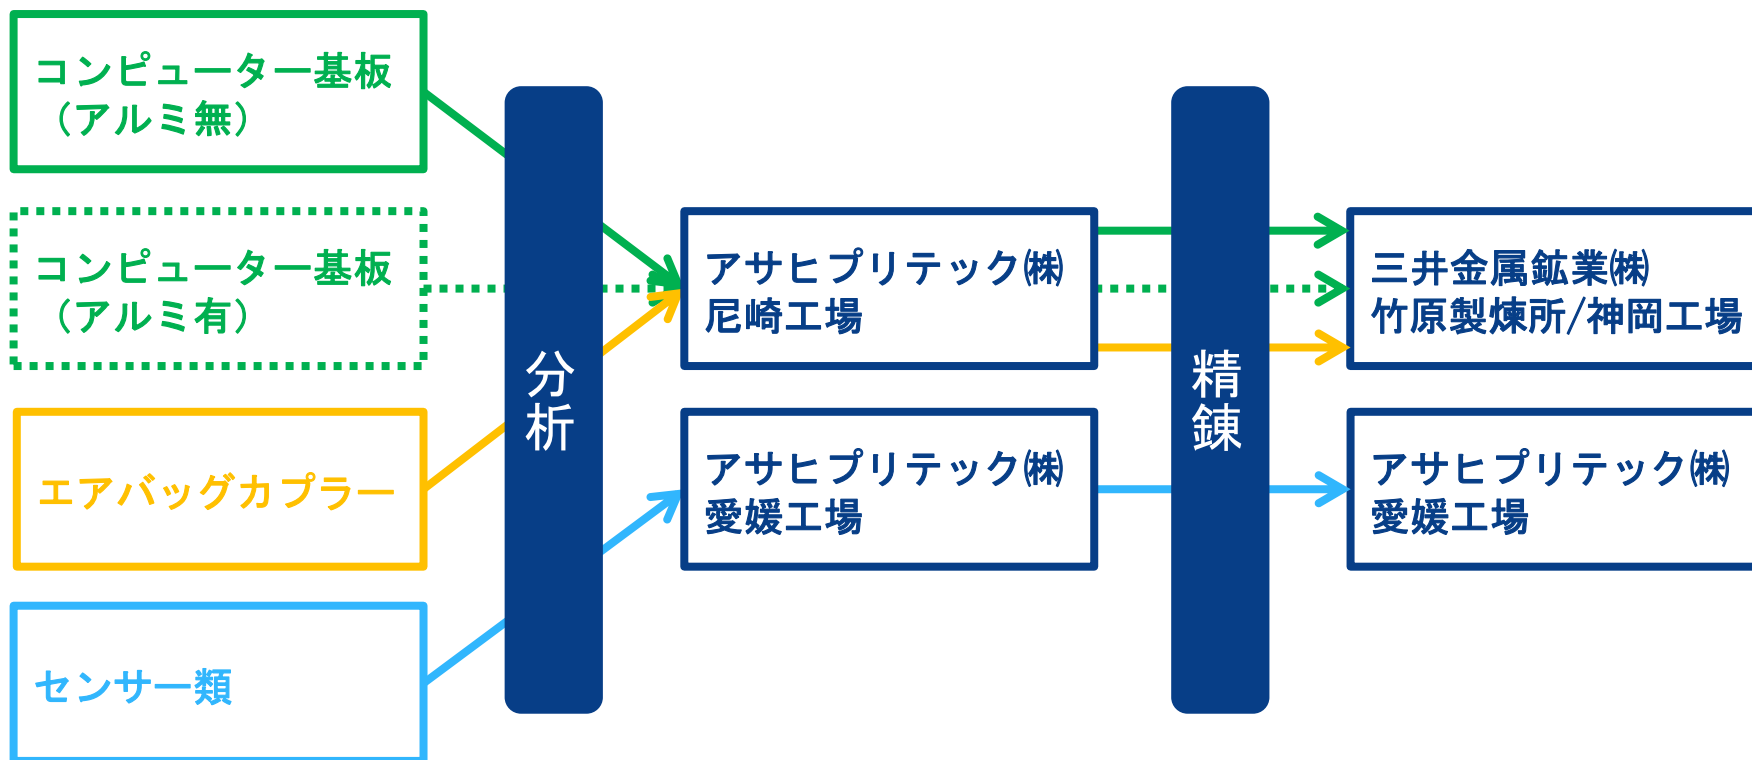 コンピューター基板
（アルミ無）
コンピューター基板
（アルミ有）
エアバッグカプラー
センサー類
分析
アサヒプリテック㈱
尼崎工場
アサヒプリテック㈱
愛媛工場
精錬
三井金属鉱業㈱
竹原製煉所/神岡工場
アサヒプリテック㈱
愛媛工場